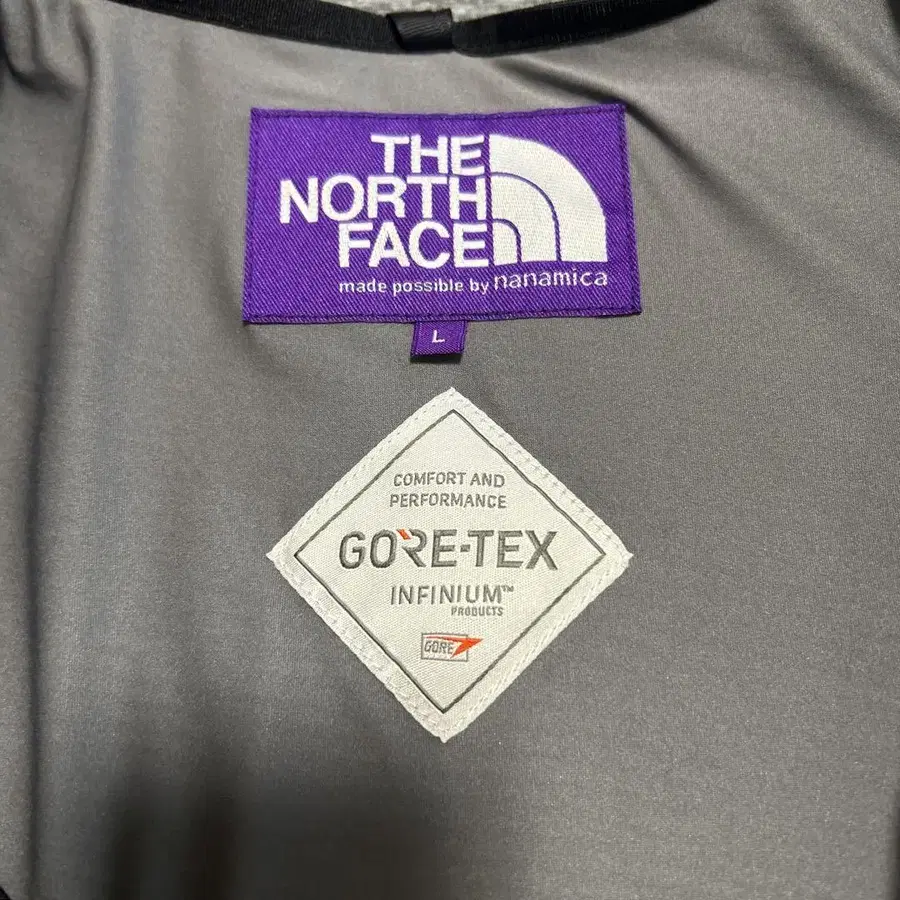 THE
NORTH
FACE
made possible by nanamica
L
COMFORT AND
PERFORMANCE
GORE-TEX
INFINIUM™
PRODUCTS
GORE